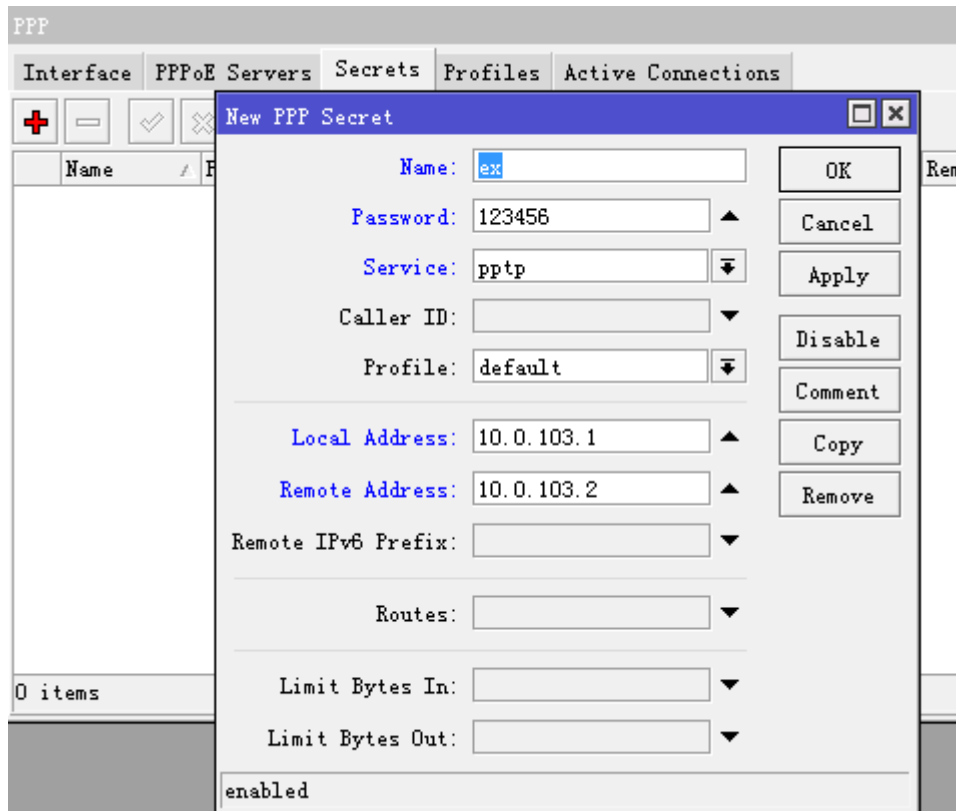 PPP
Interface PPPoE Servers Secrets Profiles Active Connections
New PPP Secret
Name
Name: ex
OK
Password: 123456
Cancel
Service: pptp
Apply
Caller ID:
Profile: default
Disable
Comment
Local Address: 10.0.103.1
Copy
Remote Address: 10.0.103.2
Remove
Remote IPv6 Prefix:
Routes:
0 items
Limit Bytes In:
Limit Bytes Out:
enabled